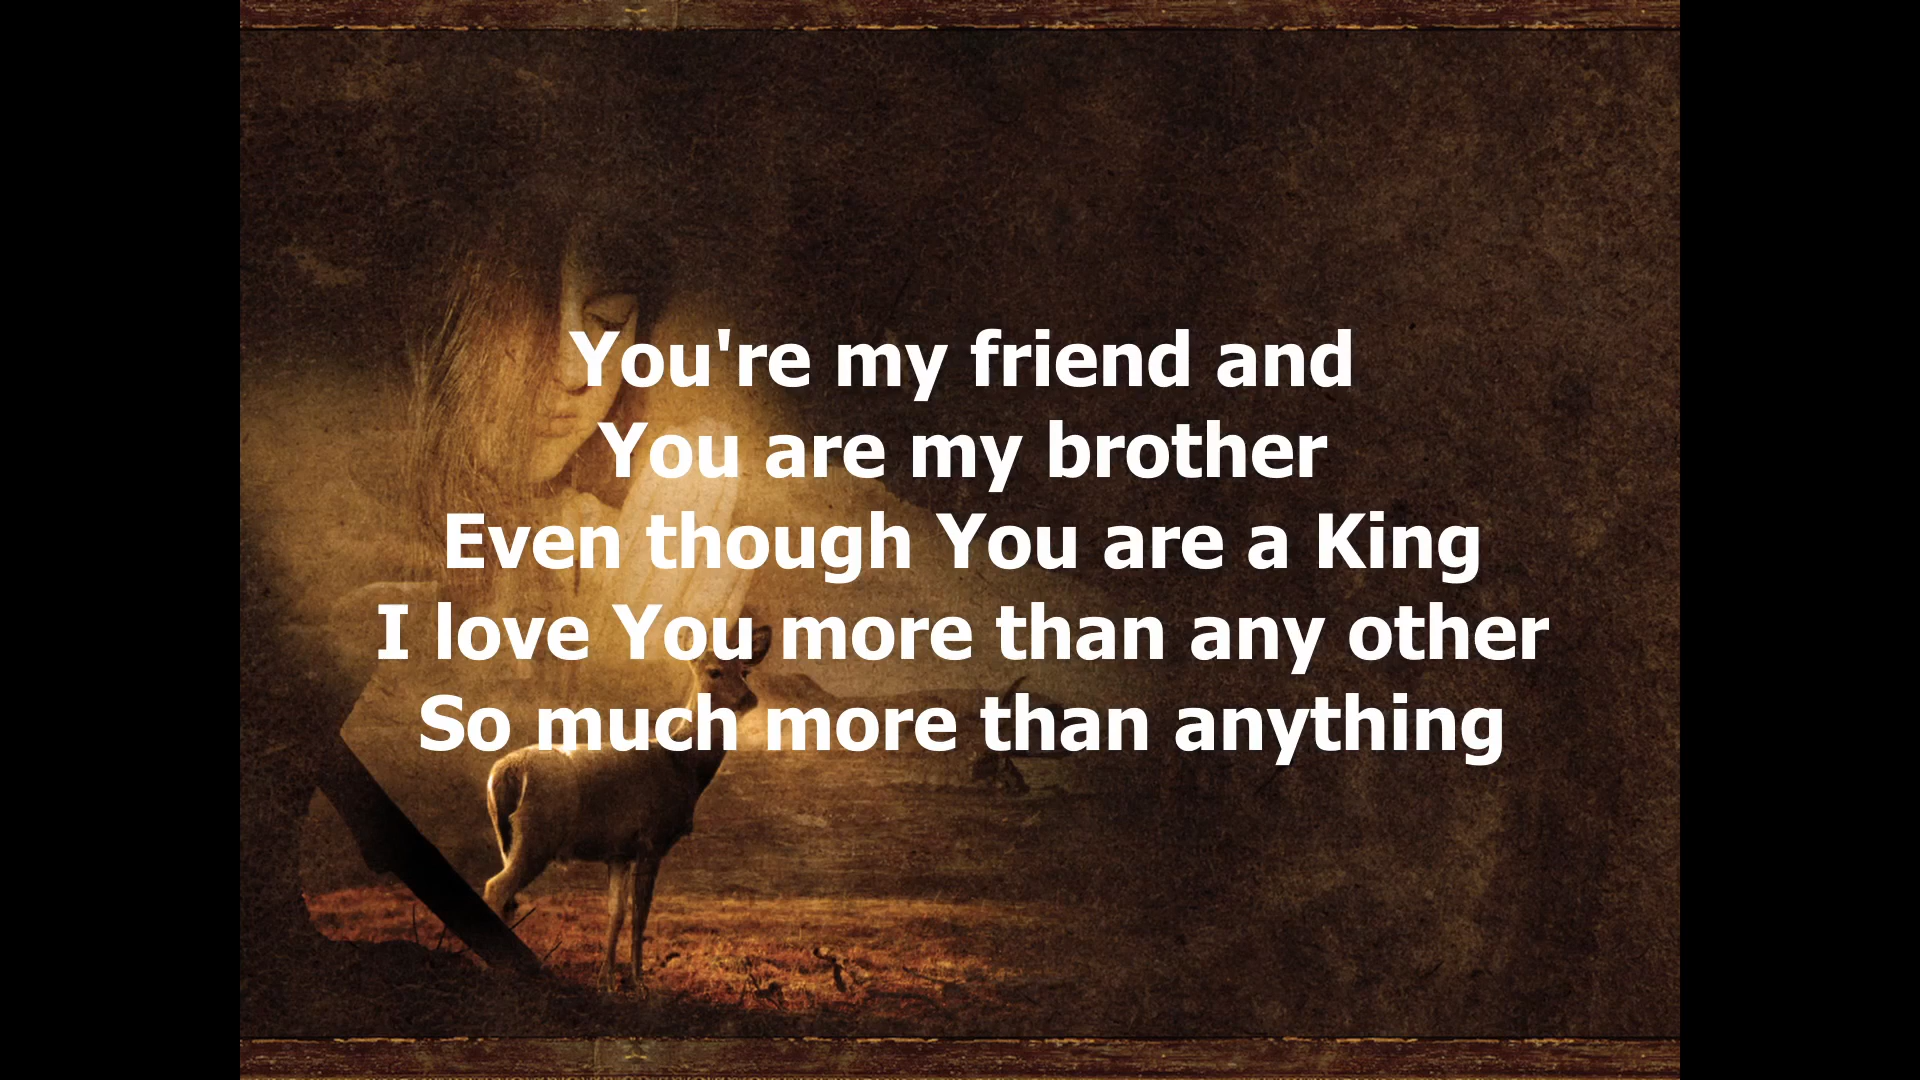 You're my friend and
You are my brother
Even though You are a King
I love You more than any other
So much more than anything